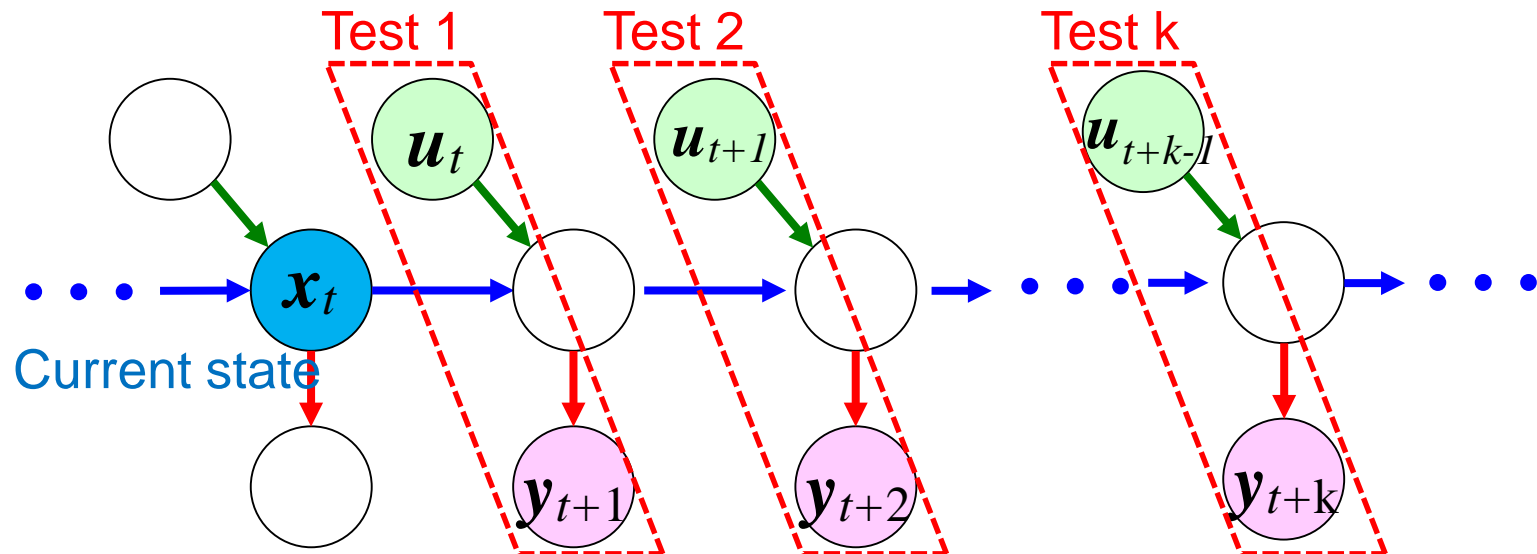 Test 1
Test 2
Test k
u_t
u_{t+1}
u_{t+k-1}
x_t
Current state
y_{t+1}
y_{t+2}
y_{t+k}